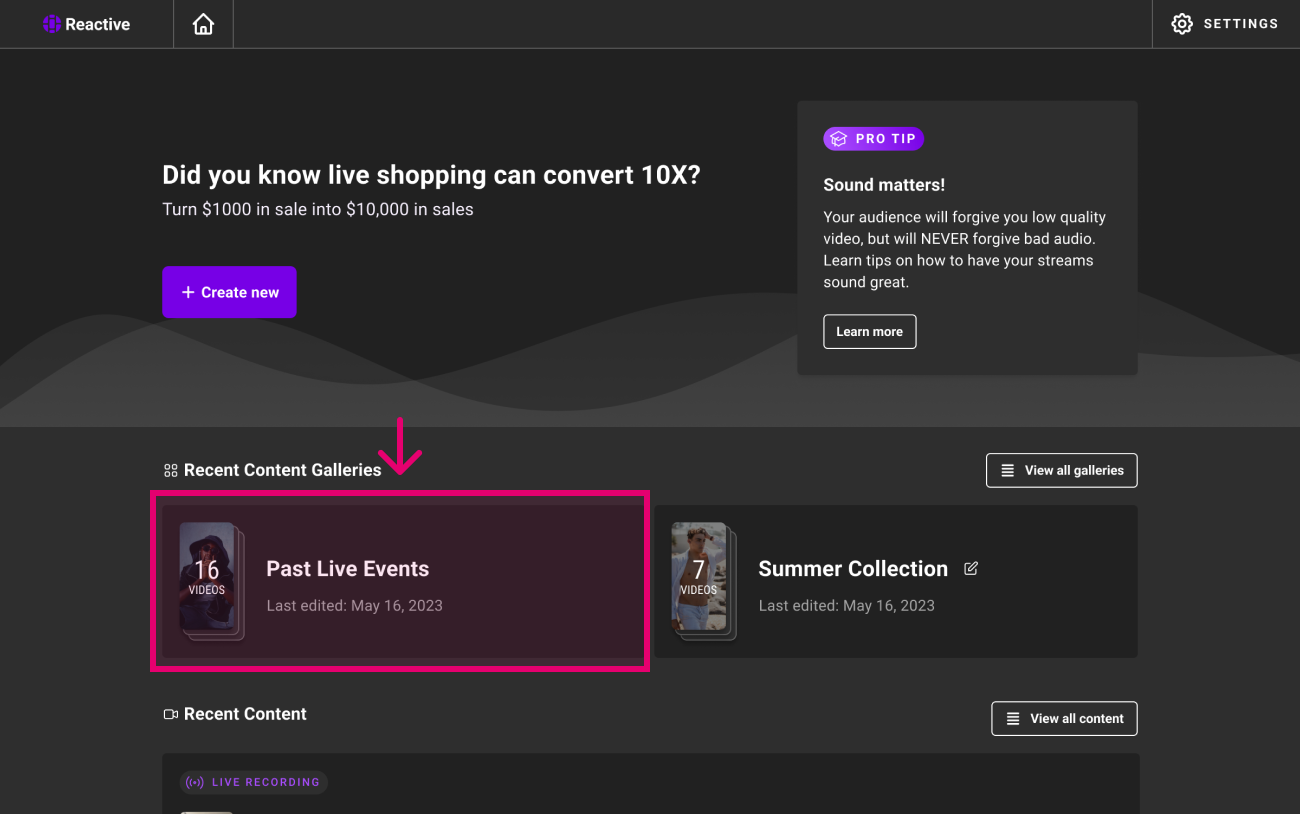 Reactive
SETTINGS
Did you know live shopping can convert 10X?
Turn $1000 in sale into $10,000 in sales
+ Create new
PRO TIP
Sound matters!
Your audience will forgive you low quality
video, but will NEVER forgive bad audio.
Learn tips on how to have your streams
sound great.
Learn more
Recent Content Galleries
View all galleries
16
VIDEOS
Past Live Events
Last edited: May 16, 2023
7
VIDEOS
Summer Collection
Last edited: May 16, 2023
Recent Content
View all content
LIVE RECORDING